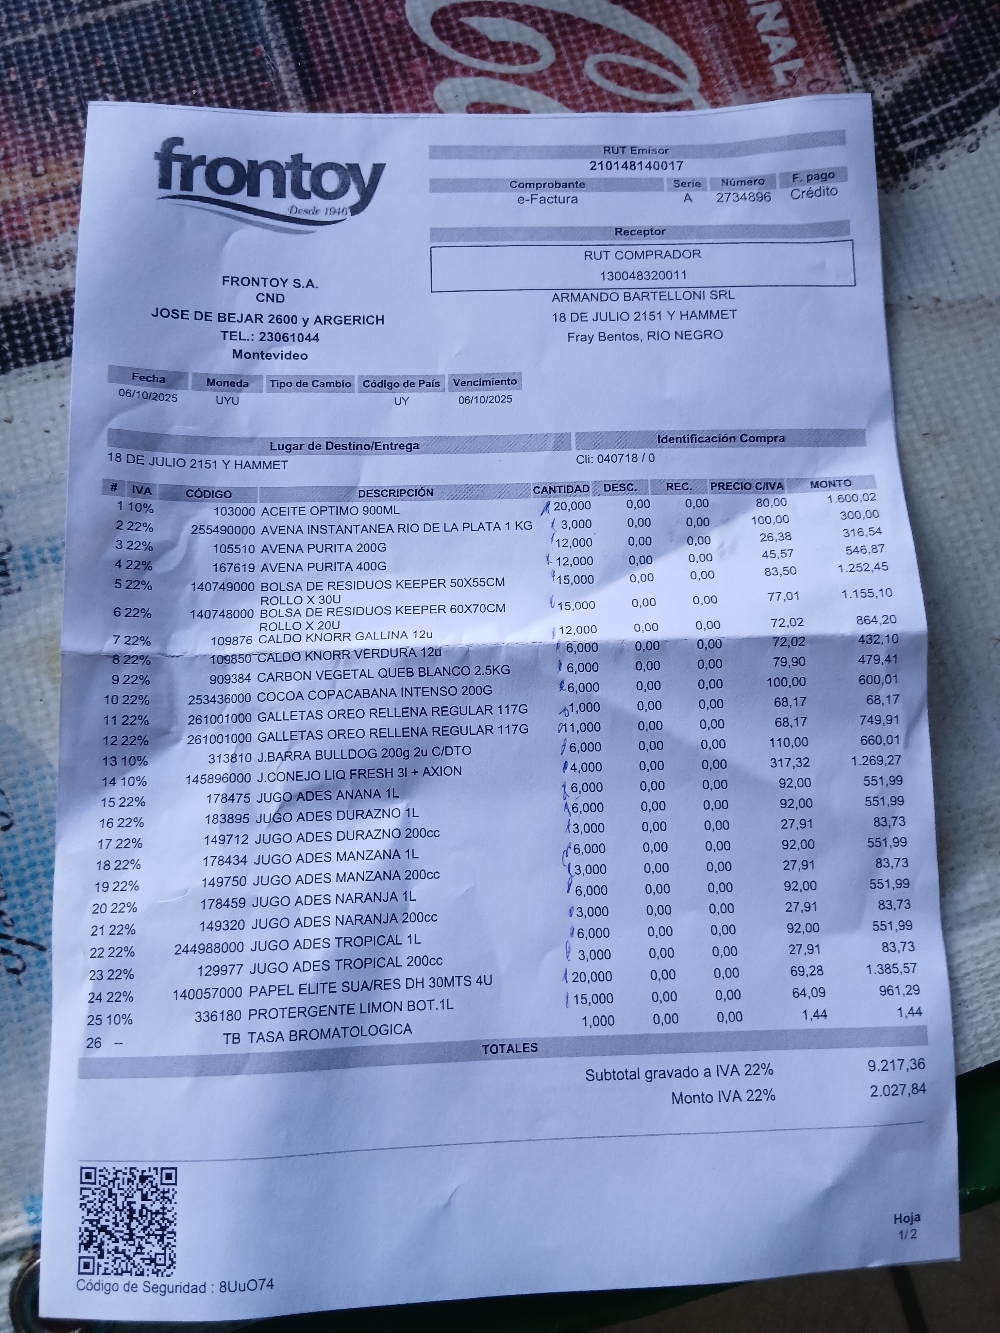 NAL
frontoy
Desde 1946
RUT Emisor
210148140017
Comprobante Serie Número F. pago
e-Factura A 2734896 Crédito
Receptor
RUT COMPRADOR
130048320011
ARMANDO BARTELLONI SRL
18 DE JULIO 2151 Y HAMMET
Fray Bentos, RIO NEGRO
FRONTOY S.A.
CND
JOSE DE BEJAR 2600 y ARGERICH
TEL.: 23061044
Montevideo
Fecha Moneda Tipo de Cambio Código de País Vencimiento
06/10/2025 UYU UY 06/10/2025
Lugar de Destino/Entrega Identificación Compra
18 DE JULIO 2151 Y HAMMET Cli: 040718 / 0
# IVA CÓDIGO DESCRIPCIÓN CANTIDAD DESC. REC. PRECIO C/IVA MONTO
1 10% 103000 ACEITE OPTIMO 900ML 20,000 0,00 0,00 80,00 1.600,02
2 22% 255490000 AVENA INSTANTANEA RIO DE LA PLATA 1 KG 3,000 0,00 0,00 100,00 300,00
3 22% 105510 AVENA PURITA 200G 12,000 0,00 0,00 26,38 316,54
4 22% 167619 AVENA PURITA 400G 12,000 0,00 0,00 45,57 546,87
5 22% 140749000 BOLSA DE RESIDUOS KEEPER 50X55CM 15,000 0,00 0,00 83,50 1.252,45
ROLLO X 30U
6 22% 140748000 BOLSA DE RESIDUOS KEEPER 60X70CM 15,000 0,00 0,00 77,01 1.155,10
ROLLO X 20U
7 22% 109876 CALDO KNORR GALLINA 12u 12,000 0,00 0,00 72,02 864,20
8 22% 109850 CALDO KNORR VERDURA 12u 6,000 0,00 0,00 72,02 432,10
9 22% 909384 CARBON VEGETAL QUEB BLANCO 2.5KG 6,000 0,00 0,00 79,90 479,41
10 22% 253436000 COCOA COPACABANA INTENSO 200G 6,000 0,00 0,00 100,00 600,01
11 22% 261001000 GALLETAS OREO RELLENA REGULAR 117G 1,000 0,00 0,00 68,17 68,17
12 22% 261001000 GALLETAS OREO RELLENA REGULAR 117G 11,000 0,00 0,00 68,17 749,91
13 10% 313810 J.BARRA BULLDOG 200g 2u C/DTO 6,000 0,00 0,00 110,00 660,01
14 10% 145896000 J.CONEJO LIQ FRESH 3l + AXION 4,000 0,00 0,00 317,32 1.269,27
15 22% 178475 JUGO ADES ANANA 1L 6,000 0,00 0,00 92,00 551,99
16 22% 183895 JUGO ADES DURAZNO 1L 6,000 0,00 0,00 92,00 551,99
17 22% 149712 JUGO ADES DURAZNO 200cc 3,000 0,00 0,00 27,91 83,73
18 22% 178434 JUGO ADES MANZANA 1L 6,000 0,00 0,00 92,00 551,99
19 22% 149750 JUGO ADES MANZANA 200cc 3,000 0,00 0,00 27,91 83,73
20 22% 178459 JUGO ADES NARANJA 1L 6,000 0,00 0,00 92,00 551,99
21 22% 149320 JUGO ADES NARANJA 200cc 3,000 0,00 0,00 27,91 83,73
22 22% 244988000 JUGO ADES TROPICAL 1L 6,000 0,00 0,00 92,00 551,99
23 22% 129977 JUGO ADES TROPICAL 200cc 3,000 0,00 0,00 27,91 83,73
24 22% 140057000 PAPEL ELITE SUA/RES DH 30MTS 4U 20,000 0,00 0,00 69,28 1.385,57
25 10% 336180 PROTERGENTE LIMON BOT.1L 15,000 0,00 0,00 64,09 961,29
26 -- TB TASA BROMATOLOGICA 1,000 0,00 0,00 1,44 1,44
TOTALES
Subtotal gravado a IVA 22% 9.217,36
Monto IVA 22% 2.027,84
Hoja
1/2
Código de Seguridad : 8UuO74